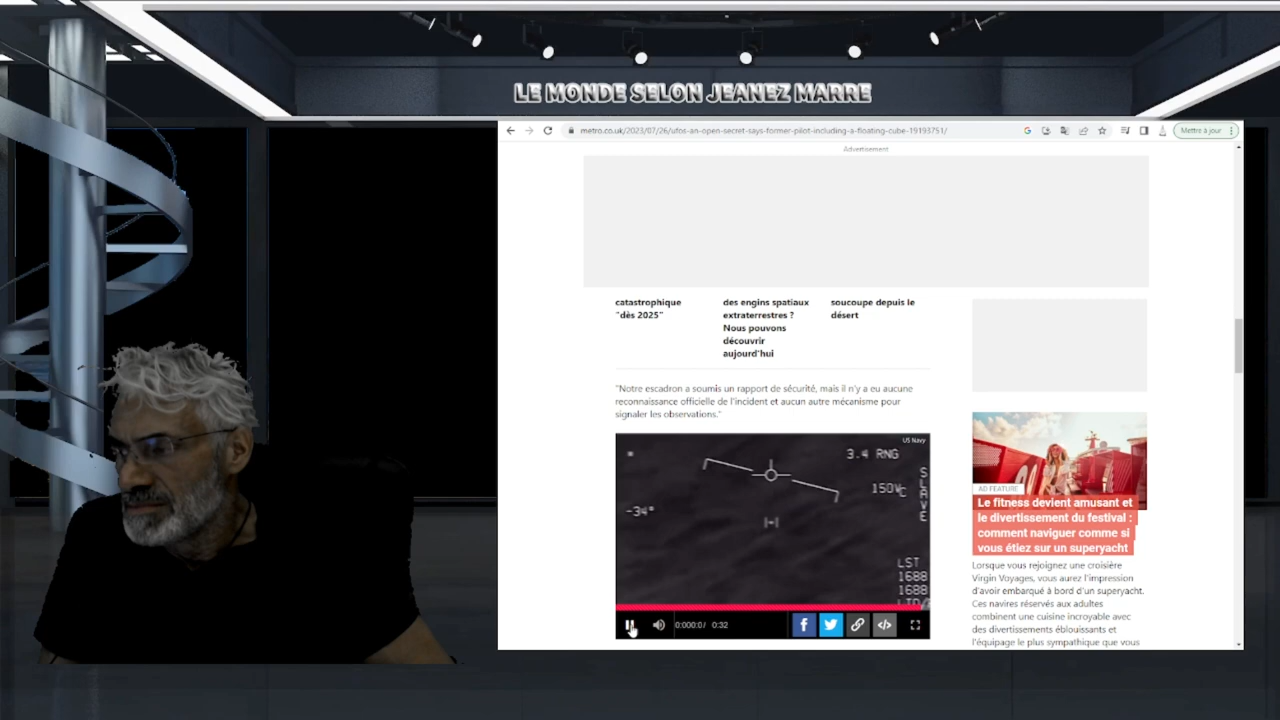 LE MONDE SELON JEANEZ MARRE
metro.co.uk/2023/07/26/ufos-an-open-secret-says-former-pilot-including-a-floating-cube-19193751/
Mettre à jour
Advertisement
catastrophique
"dès 2025"
des engins spatiaux
extraterrestres ?
Nous pouvons
découvrir
aujourd'hui
soucoupe depuis le
désert
"Notre escadron a soumis un rapport de sécurité, mais il n'y a eu aucune
reconnaissance officielle de l'incident et aucun autre mécanisme pour
signaler les observations."
US Navy
3.4 RNG
150 Vc
SLAVE
-34°
LST
1688
1688
LTD/
0:00
0:32
AD FEATURE
Le fitness devient amusant et
le divertissement du festival :
comment naviguer comme si
vous étiez sur un superyacht
Lorsque vous rejoignez une croisière
Virgin Voyages, vous aurez l'impression
d'avoir embarqué à bord d'un superyacht.
Ces navires réservés aux adultes
combinent une cuisine incroyable avec
des divertissements éblouissants et
l'équipage le plus sympathique que vous